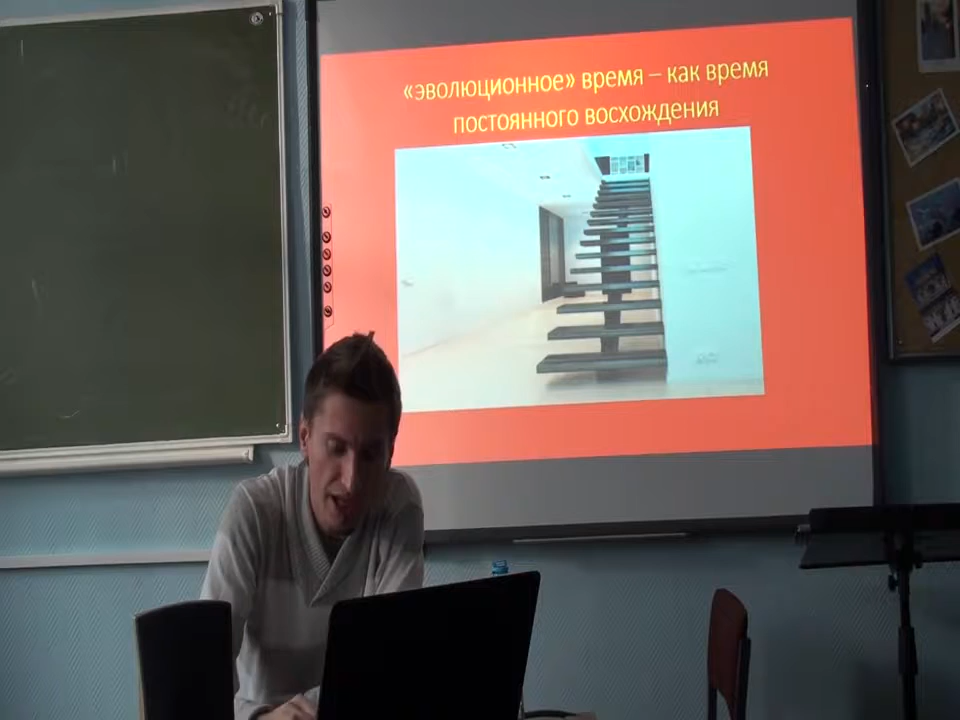 «эволюционное» время – как время
постоянного восхождения